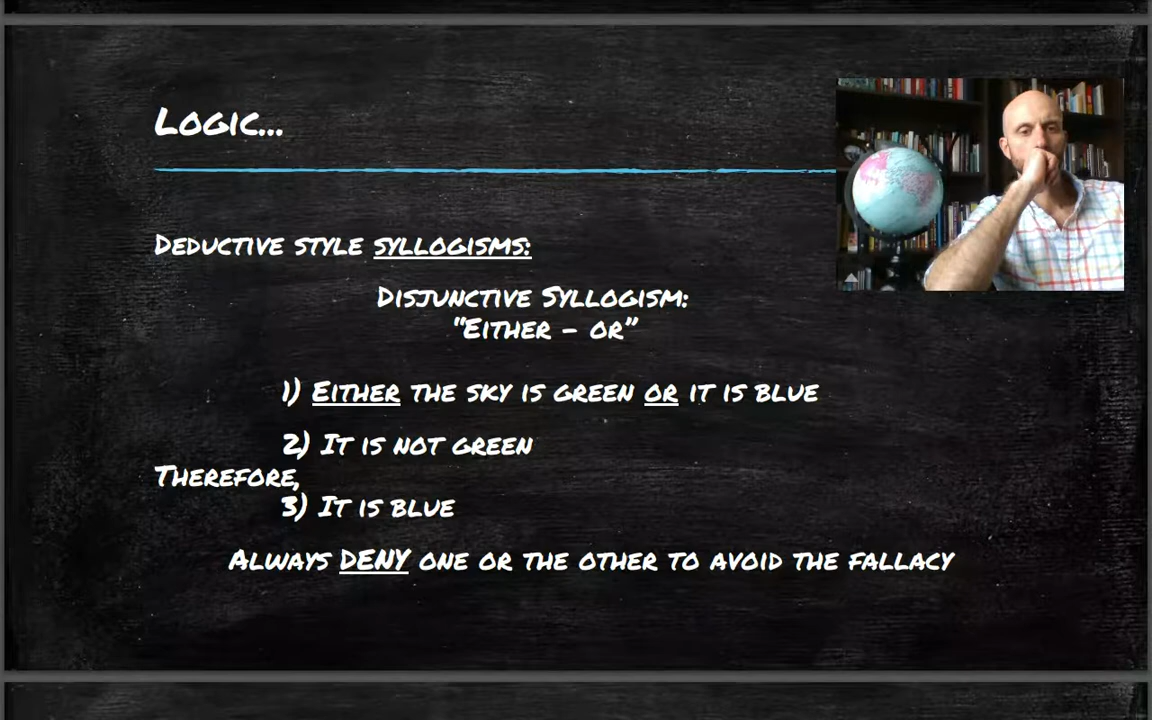 Logic...
Deductive style syllogisms:
Disjunctive Syllogism:
"Either – or"
1) Either the sky is green or it is blue
2) It is not green
Therefore,
3) It is blue
Always DENY one or the other to avoid the fallacy